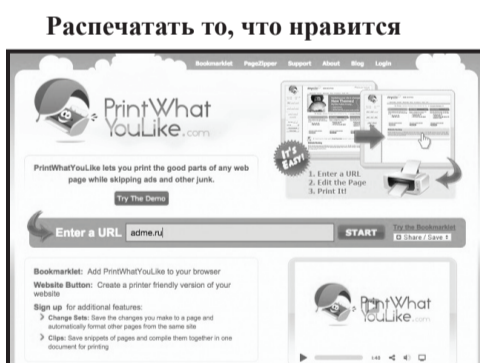 Распечатать то, что нравится
Bookmarklet PageZipper Support About Blog Login
PrintWhat
YouLike.com
PrintWhatYouLike lets you print the good parts of any web
page while skipping ads and other junk.
Try The Demo
IT'S
EASY!
1. Enter a URL
2. Edit the Page
3. Print It!
Enter a URL adme.ru START
Try the Bookmarklet
Share / Save
Bookmarklet: Add PrintWhatYouLike to your browser
Website Button: Create a printer friendly version of your
website
Sign up for additional features:
Change Sets: Save the changes you make to a page and
automatically format other pages from the same site
Clips: Save snippets of pages and compile them together in one
document for printing
PrintWhat
YouLike.com
1:49